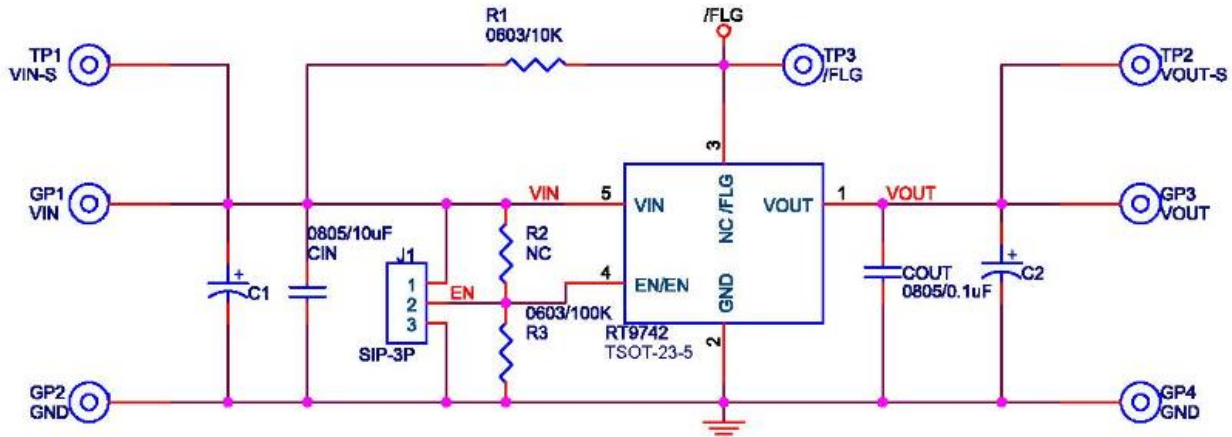 R1
0603/10K
/FLG
TP1
VIN-S
TP3
/FLG
TP2
VOUT-S
3
GP1
VIN
VIN
5
VIN
NC /FLG
VOUT
1
VOUT
GP3
VOUT
0805/10uF
CIN
R2
NC
J1
1
2
3
EN
4
EN/EN
GND
+
C1
COUT
0805/0.1uF
+
C2
0603/100K
R3
RT9742
TSOT-23-5
2
SIP-3P
GP2
GND
GP4
GND